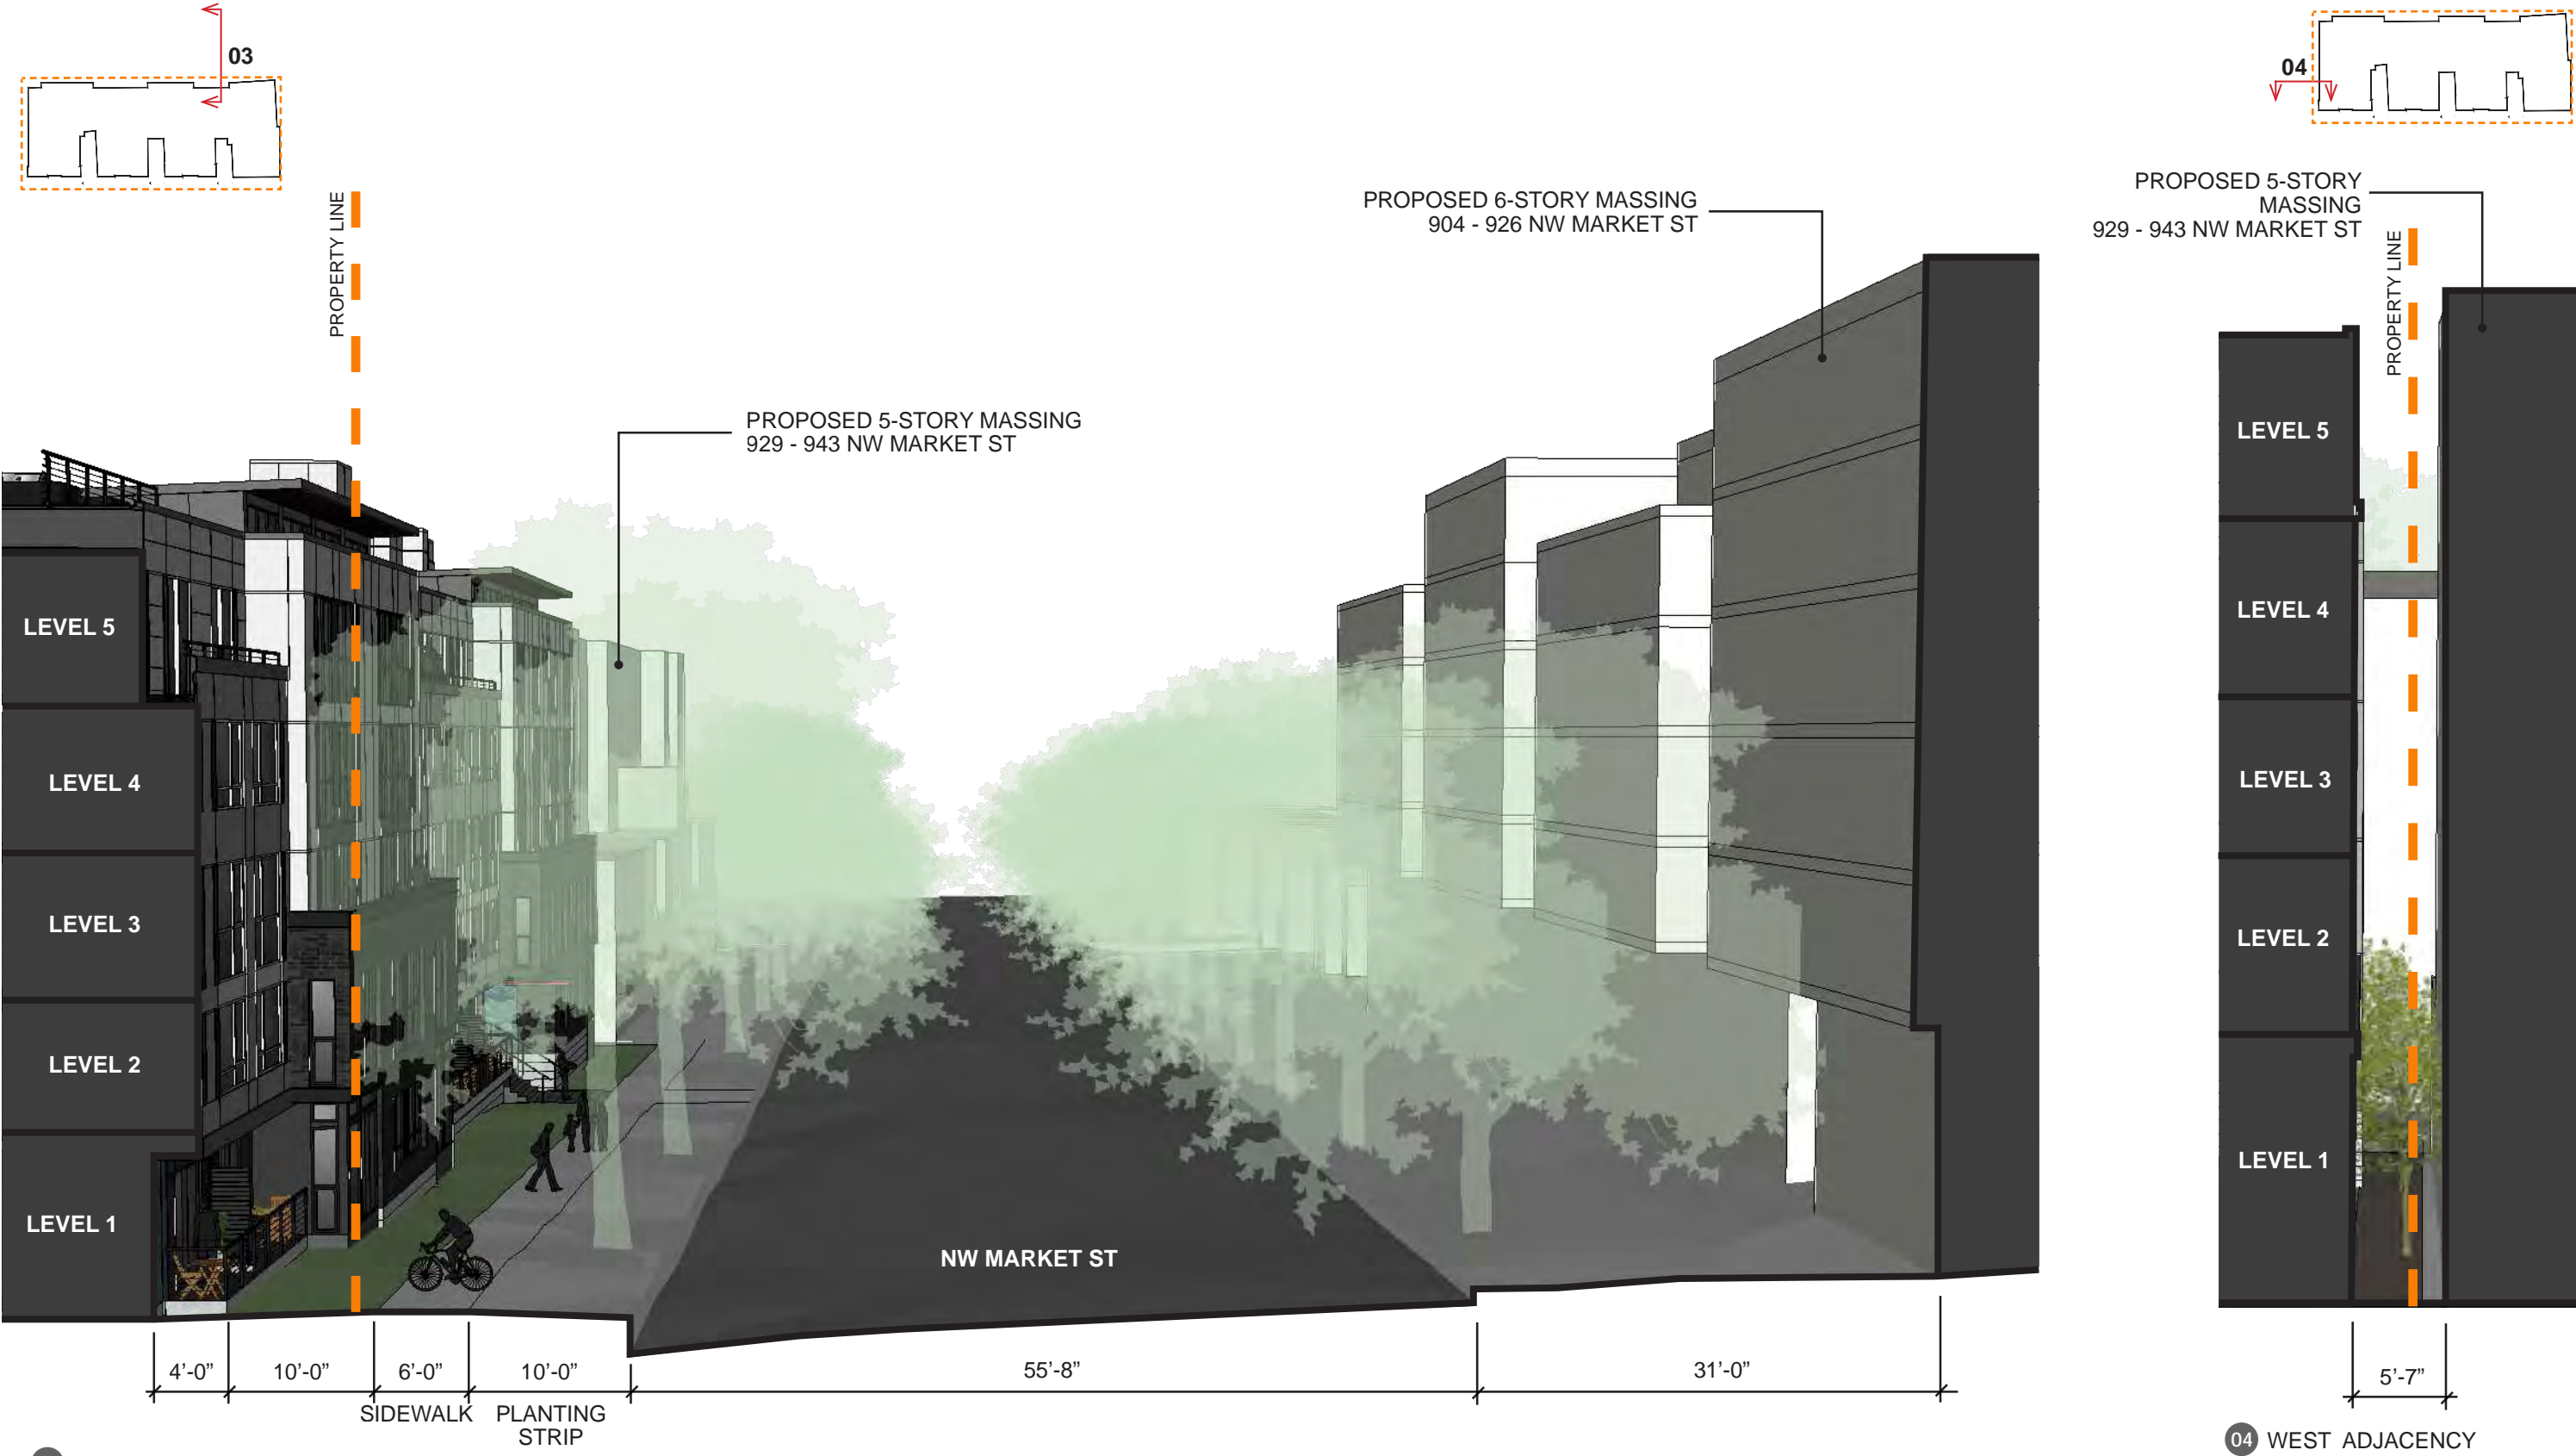 03
04
PROPERTY LINE
PROPOSED 6-STORY MASSING
904 - 926 NW MARKET ST
PROPOSED 5-STORY
MASSING
929 - 943 NW MARKET ST
PROPERTY LINE
PROPOSED 5-STORY MASSING
929 - 943 NW MARKET ST
LEVEL 5
LEVEL 4
LEVEL 3
LEVEL 2
LEVEL 1
NW MARKET ST
LEVEL 5
LEVEL 4
LEVEL 3
LEVEL 2
LEVEL 1
4'-0”
10'-0”
6'-0”
10'-0”
55'-8”
31'-0”
5'-7”
SIDEWALK
PLANTING
STRIP
04 WEST ADJACENCY